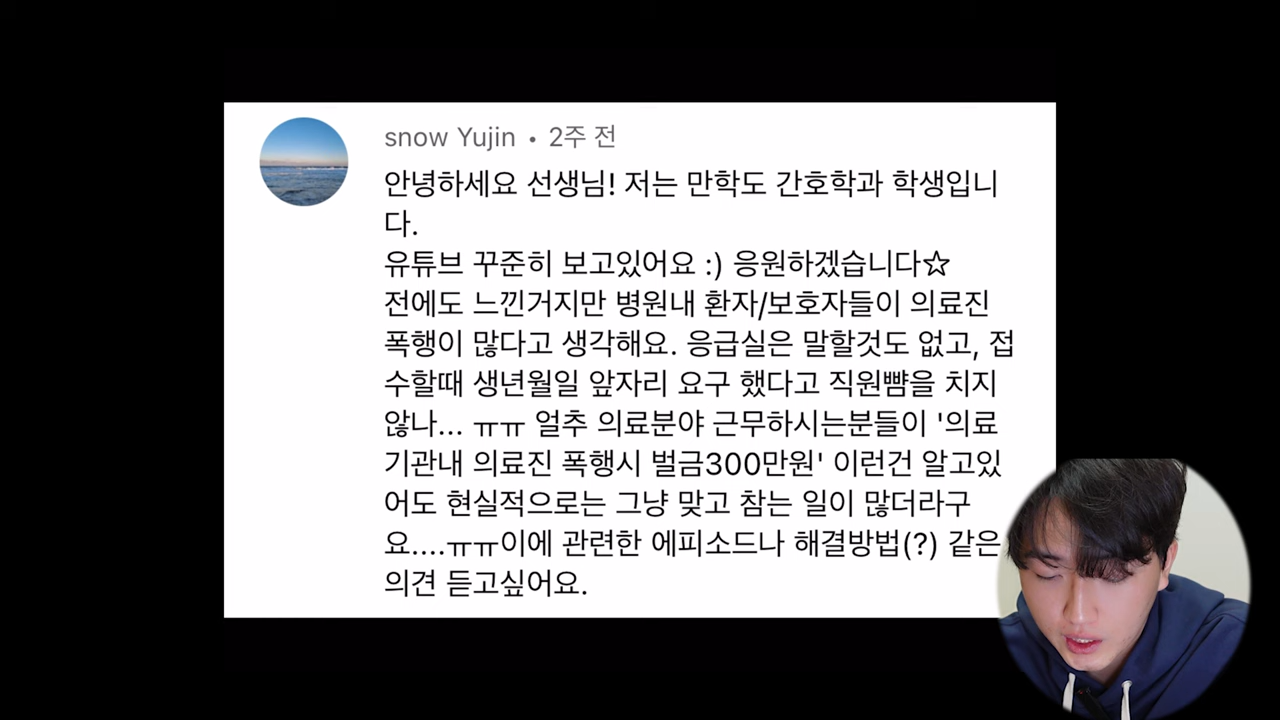 snow Yujin • 2주 전
안녕하세요 선생님! 저는 만학도 간호학과 학생입니
다.
유튜브 꾸준히 보고있어요 :) 응원하겠습니다☆
전에도 느낀거지만 병원내 환자/보호자들이 의료진
폭행이 많다고 생각해요. 응급실은 말할것도 없고, 접
수할때 생년월일 앞자리 요구 했다고 직원뺨을 치지
않나... ㅠㅠ 얼추 의료분야 근무하시는분들이 '의료
기관내 의료진 폭행시 벌금300만원' 이런건 알고있
어도 현실적으로는 그냥 맞고 참는 일이 많더라구
요....ㅠㅠ이에 관련한 에피소드나 해결방법(?) 같은
의견 듣고싶어요.